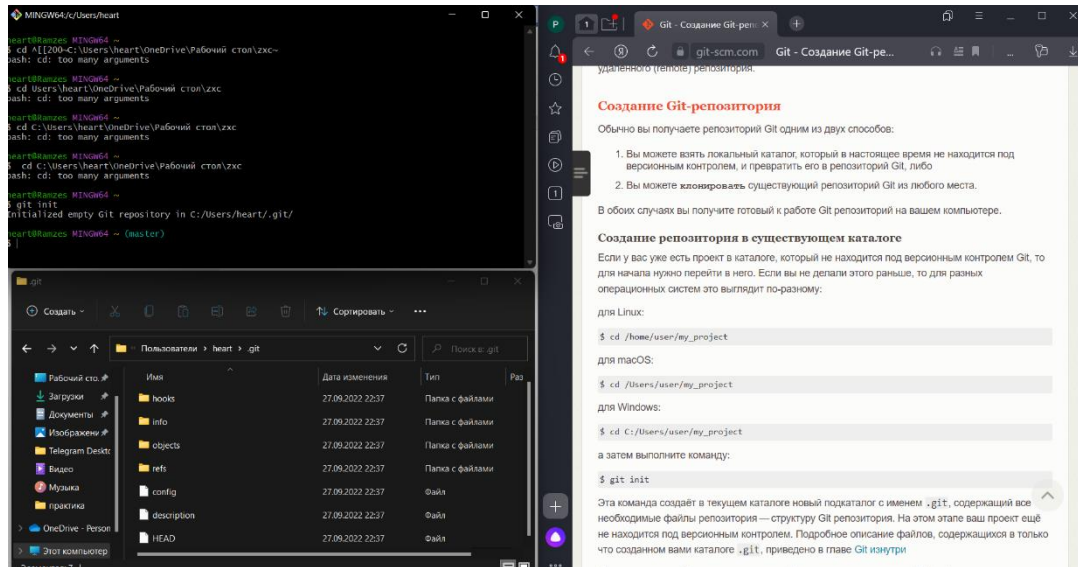 MINGW64:/c/Users/heart
heart@Ramzes MINGW64 ~
$ cd ^[[200~C:\Users\heart\OneDrive\Рабочий стол\zxc~
bash: cd: too many arguments
heart@Ramzes MINGW64 ~
$ cd Users\heart\OneDrive\Рабочий стол\zxc
bash: cd: too many arguments
heart@Ramzes MINGW64 ~
$ cd C:\Users\heart\OneDrive\Рабочий стол\zxc
bash: cd: too many arguments
heart@Ramzes MINGW64 ~
$  cd C:\Users\heart\OneDrive\Рабочий стол\zxc
bash: cd: too many arguments
heart@Ramzes MINGW64 ~
$ git init
Initialized empty Git repository in C:/Users/heart/.git/
heart@Ramzes MINGW64 ~ (master)
$
.git
Создать
Сортировать
Пользователи > heart > .git
Поиск в: .git
Имя Дата изменения Тип Раз
Рабочий сто.
Загрузки
Документы
Изображени
Telegram Deskto
Видео
Музыка
практика
OneDrive - Person
Этот компьютер
hooks 27.09.2022 22:37 Папка с файлами
info 27.09.2022 22:37 Папка с файлами
objects 27.09.2022 22:37 Папка с файлами
refs 27.09.2022 22:37 Папка с файлами
config 27.09.2022 22:37 Файл
description 27.09.2022 22:37 Файл
HEAD 27.09.2022 22:37 Файл
P
1
Git - Создание Git-реп
Я
git-scm.com Git - Создание Git-ре...
1
1
удалённого (remote) репозитория.
Создание Git-репозитория
Обычно вы получаете репозиторий Git одним из двух способов:
1. Вы можете взять локальный каталог, который в настоящее время не находится под
версионным контролем, и превратить его в репозиторий Git, либо
2. Вы можете клонировать существующий репозиторий Git из любого места.
В обоих случаях вы получите готовый к работе Git репозиторий на вашем компьютере.
Создание репозитория в существующем каталоге
Если у вас уже есть проект в каталоге, который не находится под версионным контролем Git, то
для начала нужно перейти в него. Если вы не делали этого раньше, то для разных
операционных систем это выглядит по-разному:
для Linux:
$ cd /home/user/my_project
для macOS:
$ cd /Users/user/my_project
для Windows:
$ cd C:/Users/user/my_project
а затем выполните команду:
$ git init
Эта команда создаёт в текущем каталоге новый подкаталог с именем .git, содержащий все
необходимые файлы репозитория — структуру Git репозитория. На этом этапе ваш проект ещё
не находится под версионным контролем. Подробное описание файлов, содержащихся в только
что созданном вами каталоге .git, приведено в главе Git изнутри